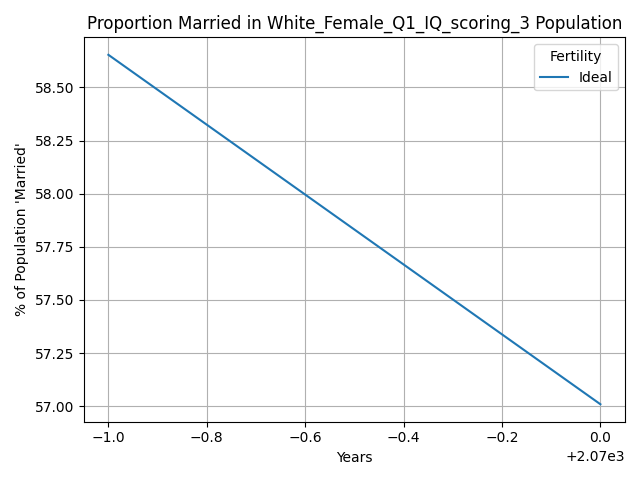 Proportion Married in White_Female_Q1_IQ_scoring_3 Population
Fertility
Ideal
% of Population 'Married'
58.50
58.25
58.00
57.75
57.50
57.25
57.00
−1.0 −0.8 −0.6 −0.4 −0.2 0.0
+2.07e3
Years